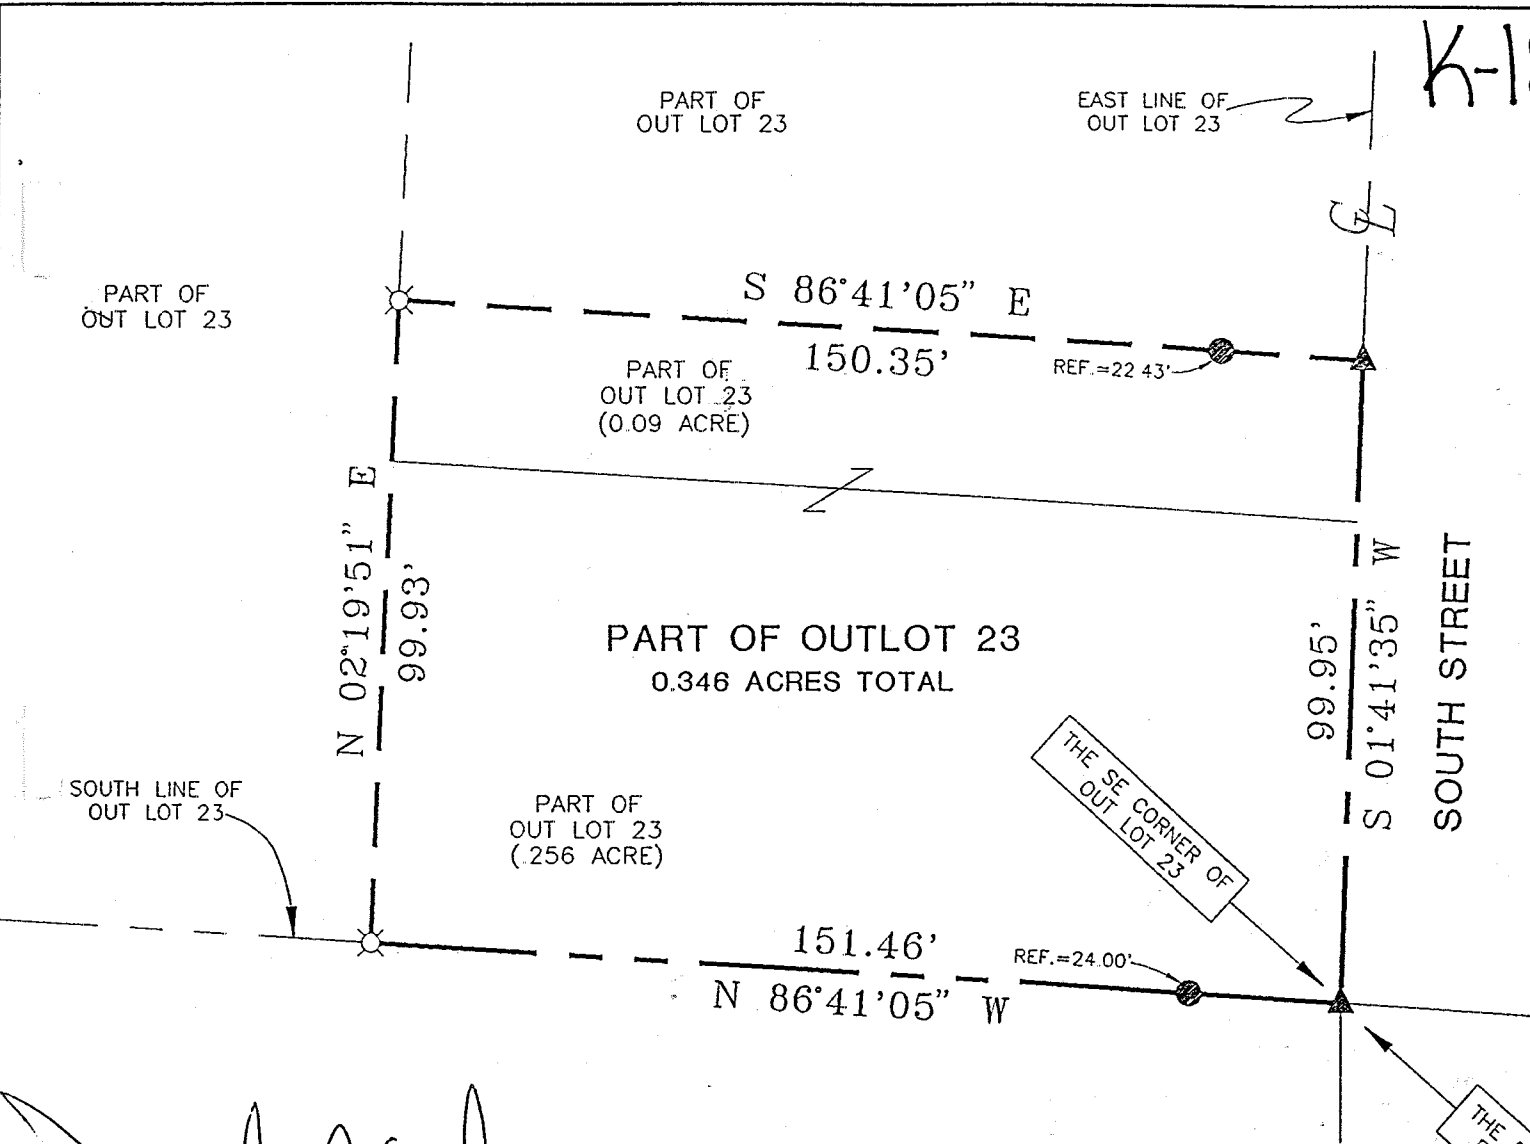 K-1
PART OF
OUT LOT 23
EAST LINE OF
OUT LOT 23
CL
PART OF
OUT LOT 23
S 86°41'05" E
150.35'
REF.=22.43'
PART OF
OUT LOT 23
(0.09 ACRE)
N 02°19'51" E
99.93'
PART OF OUTLOT 23
0.346 ACRES TOTAL
99.95'
S 01°41'35" W
SOUTH STREET
THE SE CORNER OF
OUT LOT 23
SOUTH LINE OF
OUT LOT 23
PART OF
OUT LOT 23
(.256 ACRE)
151.46'
REF.=24.00'
N 86°41'05" W
THE